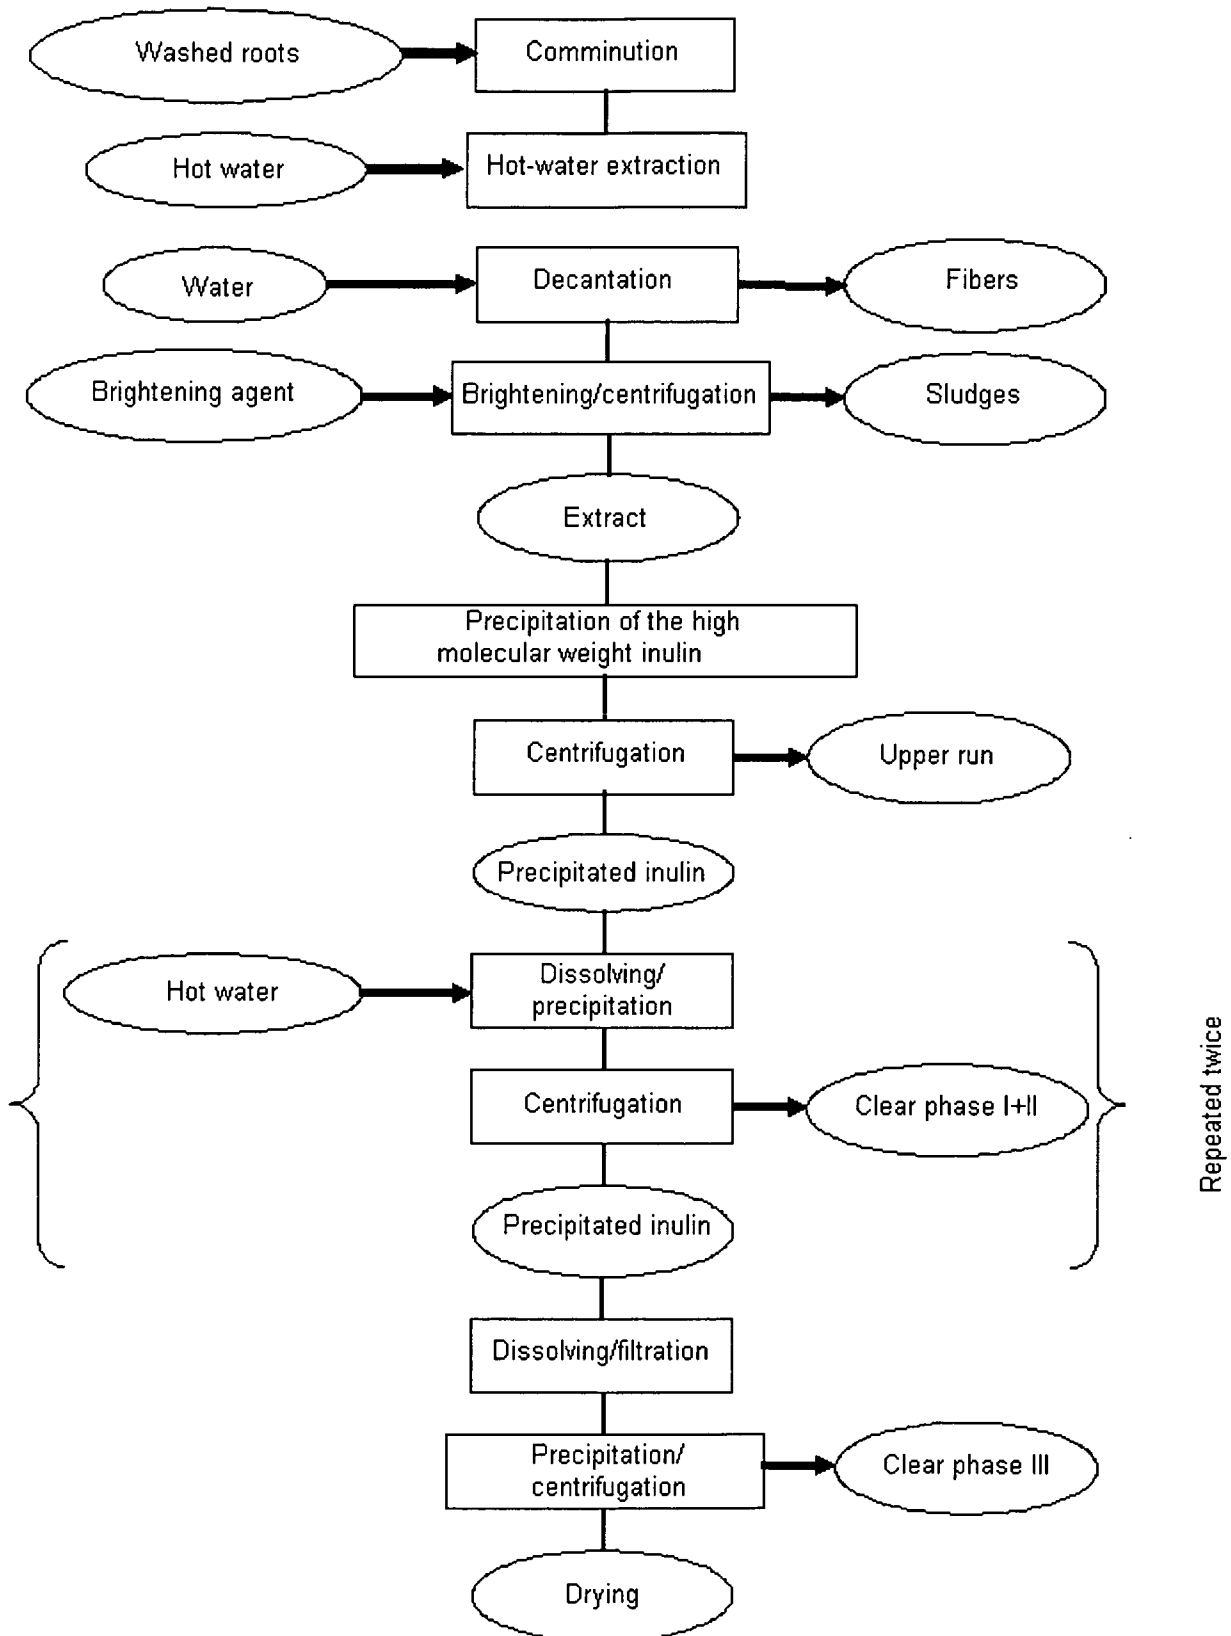 Washed roots
Comminution
Hot water
Hot-water extraction
Water
Decantation
Fibers
Brightening agent
Brightening/centrifugation
Sludges
Extract
Precipitation of the high
molecular weight inulin
Centrifugation
Upper run
Precipitated inulin
Hot water
Dissolving/
precipitation
Centrifugation
Clear phase I+II
Precipitated inulin
Repeated twice
Dissolving/filtration
Precipitation/
centrifugation
Clear phase III
Drying